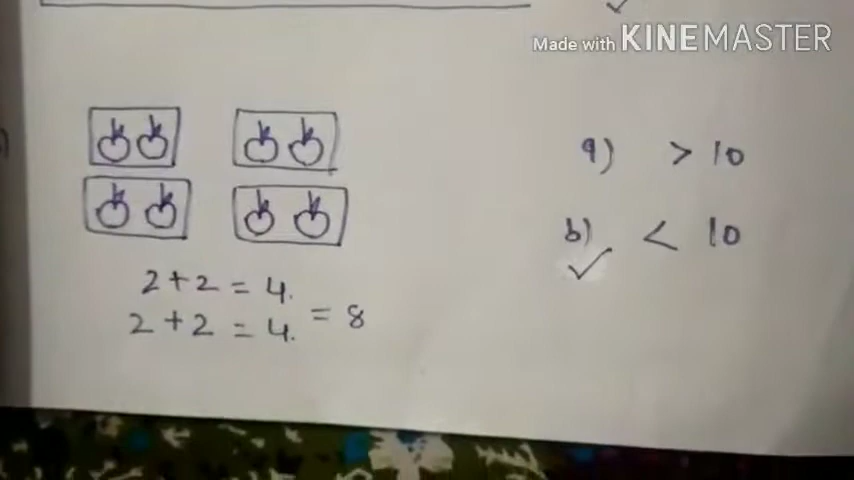 Made with KINEMASTER
a) > 10
b) < 10
2+2 = 4.
2+2 = 4. = 8